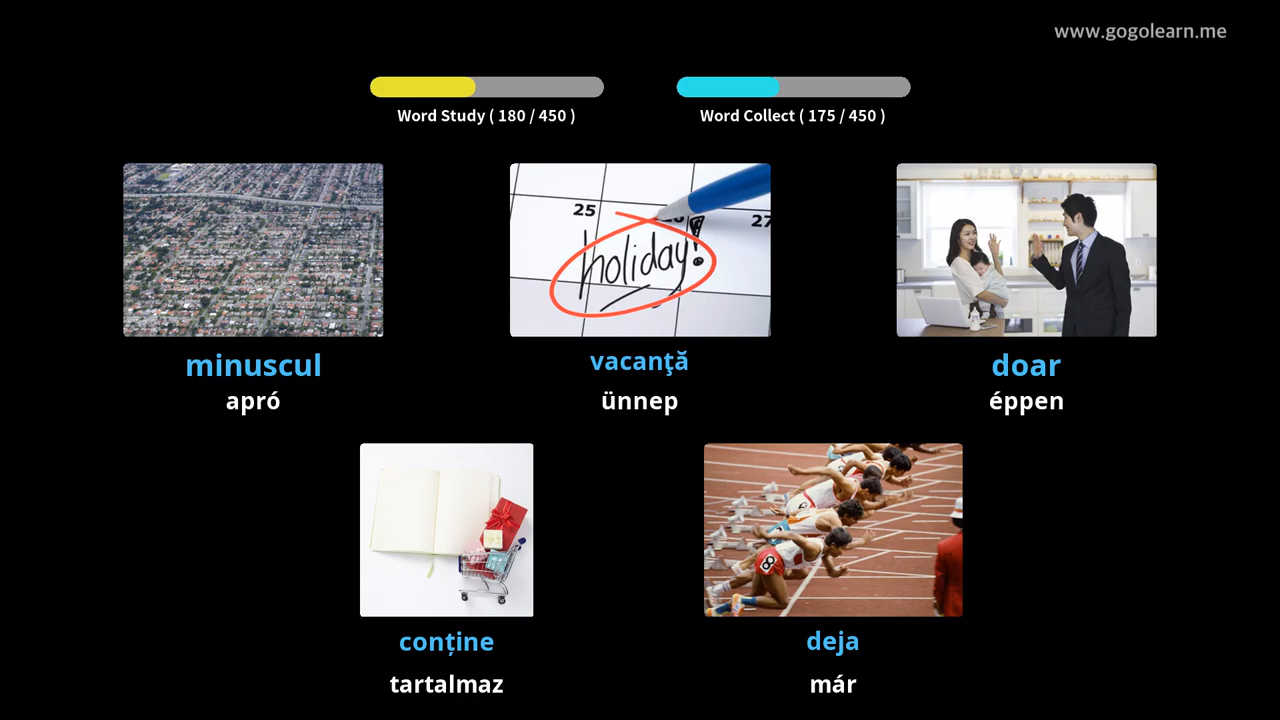 www.gogolearn.me
Word Study ( 180 / 450 )
Word Collect ( 175 / 450 )
25
27
holiday!
minuscul
vacanţă
doar
apró
ünnep
éppen
8
conține
deja
tartalmaz
már